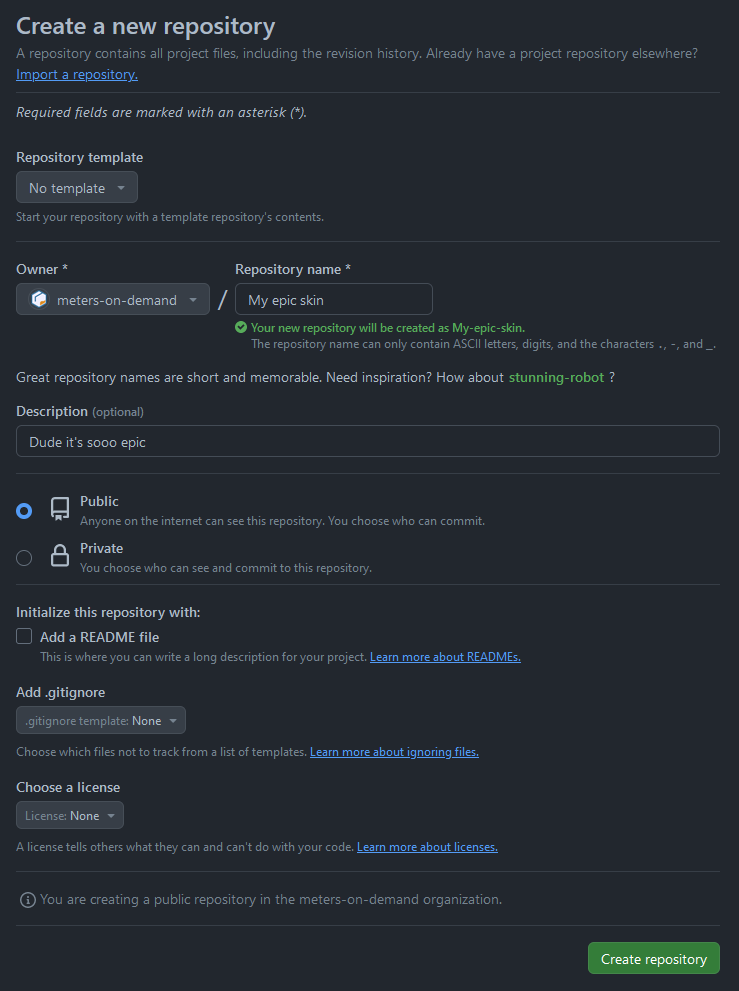 Create a new repository
A repository contains all project files, including the revision history. Already have a project repository elsewhere?
Import a repository.
Required fields are marked with an asterisk (*).
Repository template
No template
Start your repository with a template repository's contents.
Owner *
Repository name *
meters-on-demand
/
My epic skin
Your new repository will be created as My-epic-skin.
The repository name can only contain ASCII letters, digits, and the characters ., -, and _.
Great repository names are short and memorable. Need inspiration? How about stunning-robot ?
Description (optional)
Dude it's sooo epic
Public
Anyone on the internet can see this repository. You choose who can commit.
Private
You choose who can see and commit to this repository.
Initialize this repository with:
Add a README file
This is where you can write a long description for your project. Learn more about READMEs.
Add .gitignore
.gitignore template: None
Choose which files not to track from a list of templates. Learn more about ignoring files.
Choose a license
License: None
A license tells others what they can and can't do with your code. Learn more about licenses.
You are creating a public repository in the meters-on-demand organization.
Create repository